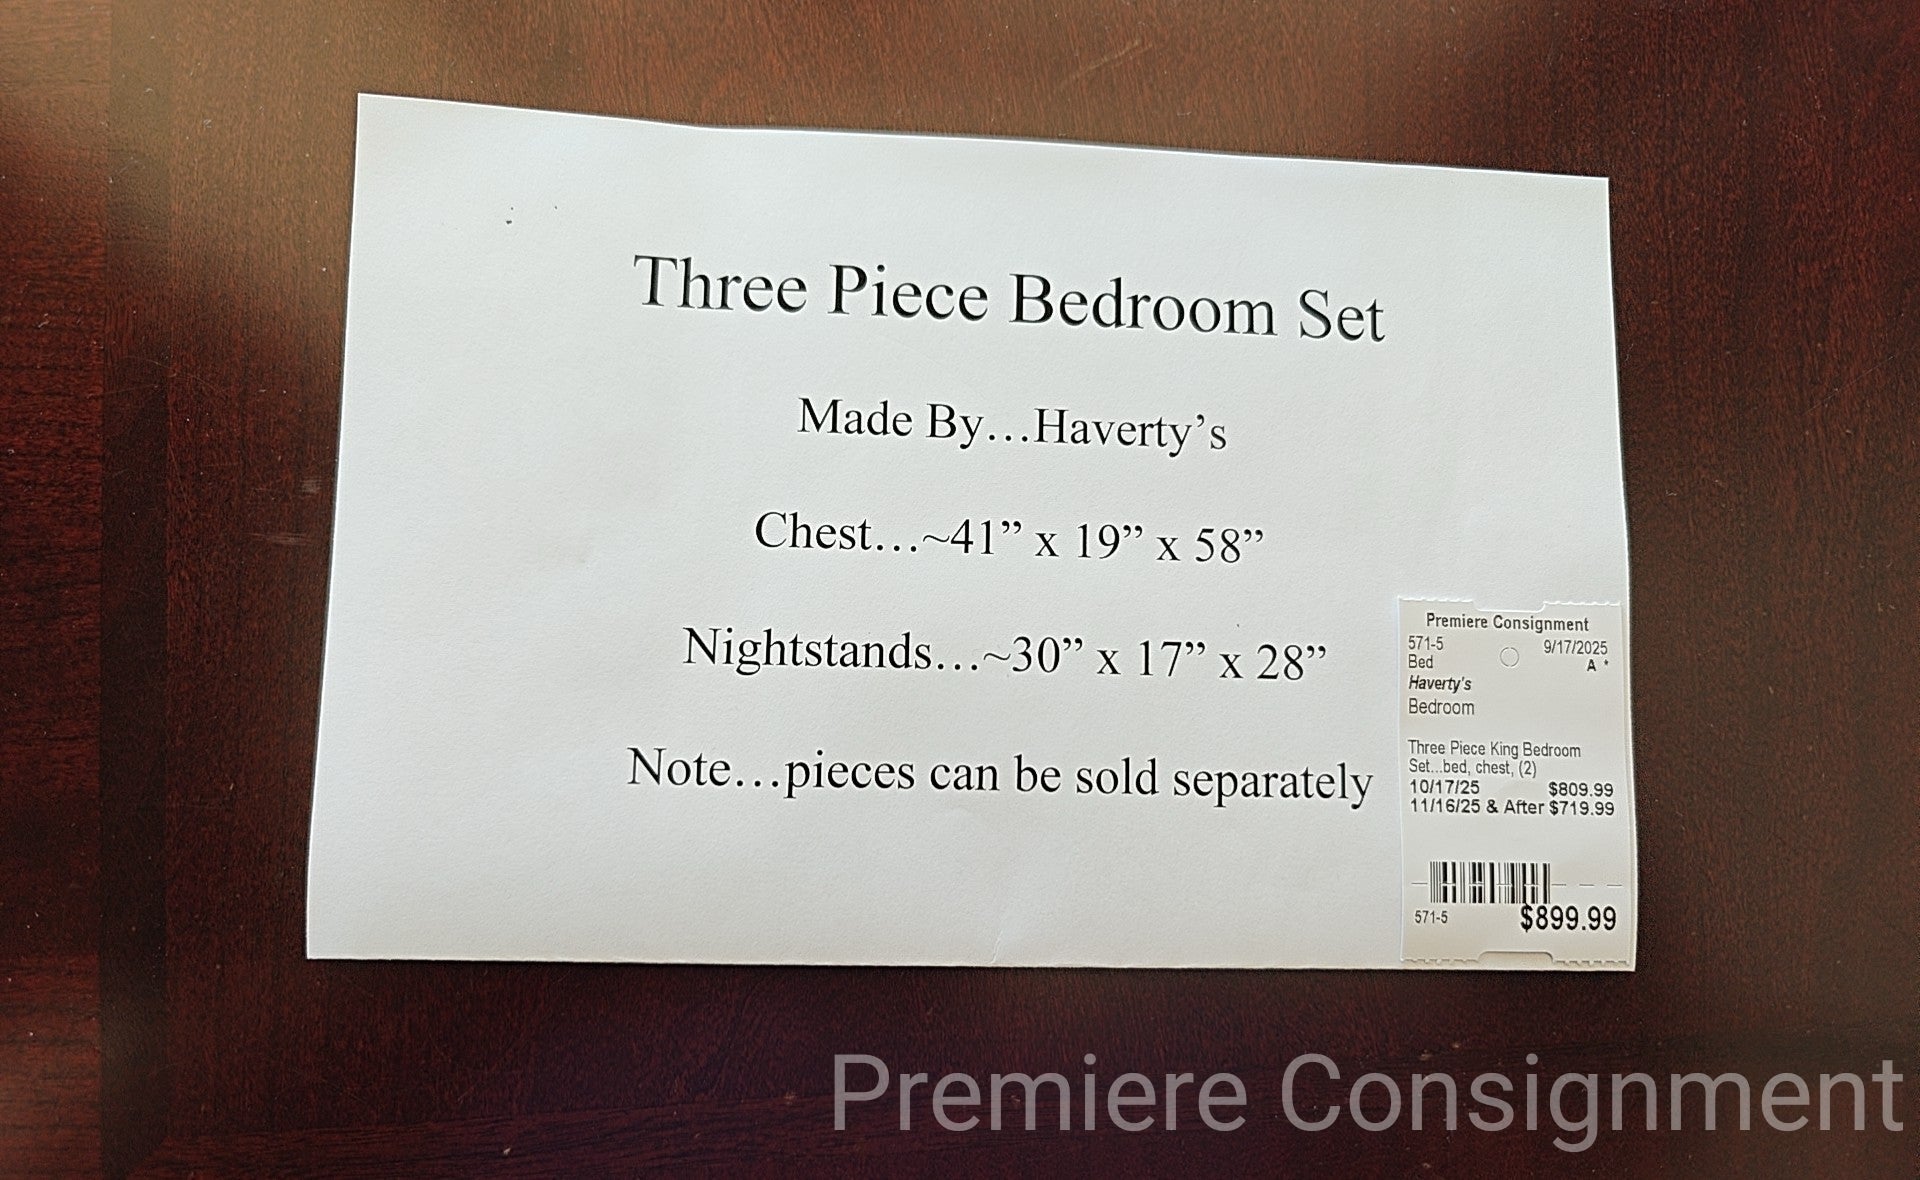 Three Piece Bedroom Set
Made By…Haverty’s
Chest…~41” x 19” x 58”
Nightstands…~30” x 17” x 28”
Note…pieces can be sold separately
Premiere Consignment
571-5 9/17/2025
Bed A *
Haverty's
Bedroom
Three Piece King Bedroom
Set...bed, chest, (2)
10/17/25 $809.99
11/16/25 & After $719.99
571-5 $899.99
Premiere Consignment